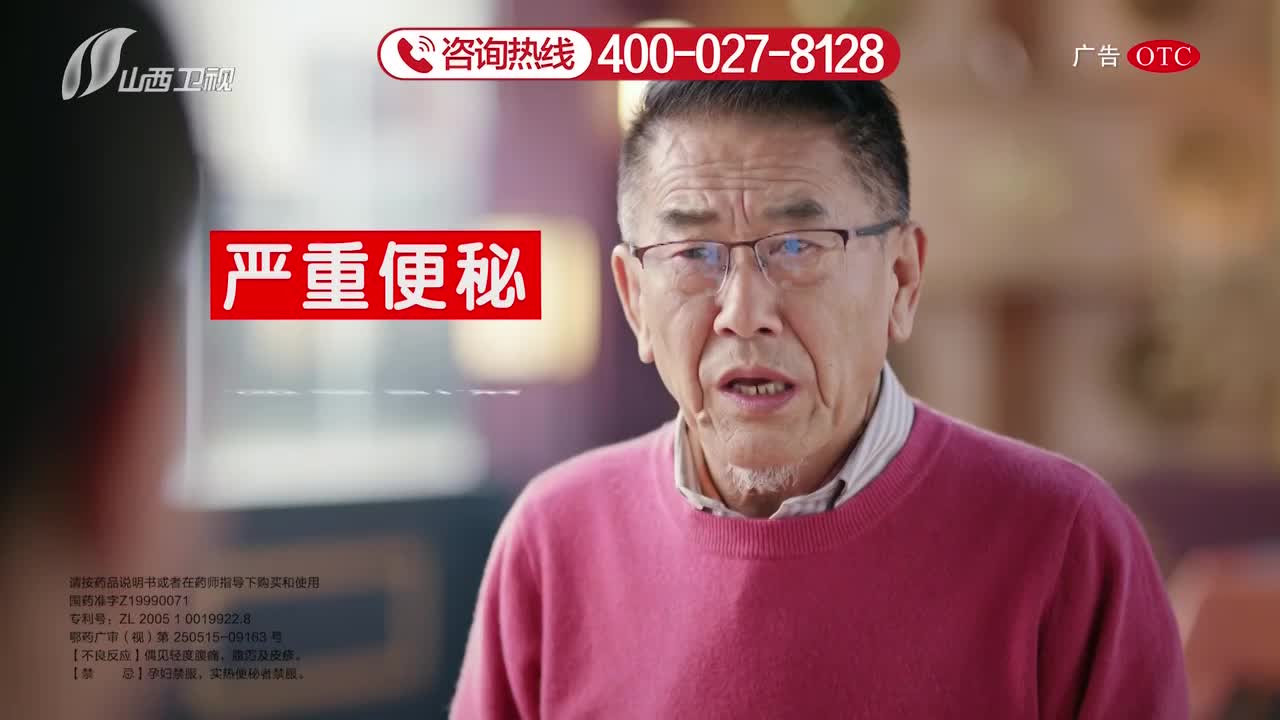 山西卫视
咨询热线 400-027-8128
广告 OTC
严重便秘
请按药品说明书或者在药师指导下购买和使用
国药准字Z19990071
专利号：ZL 2005 1 0019922.8
鄂药广审（视）第 250515-09163 号
【不良反应】偶见轻度腹痛，腹泻及皮疹。
【禁　　忌】孕妇禁服，实热便秘者禁服。